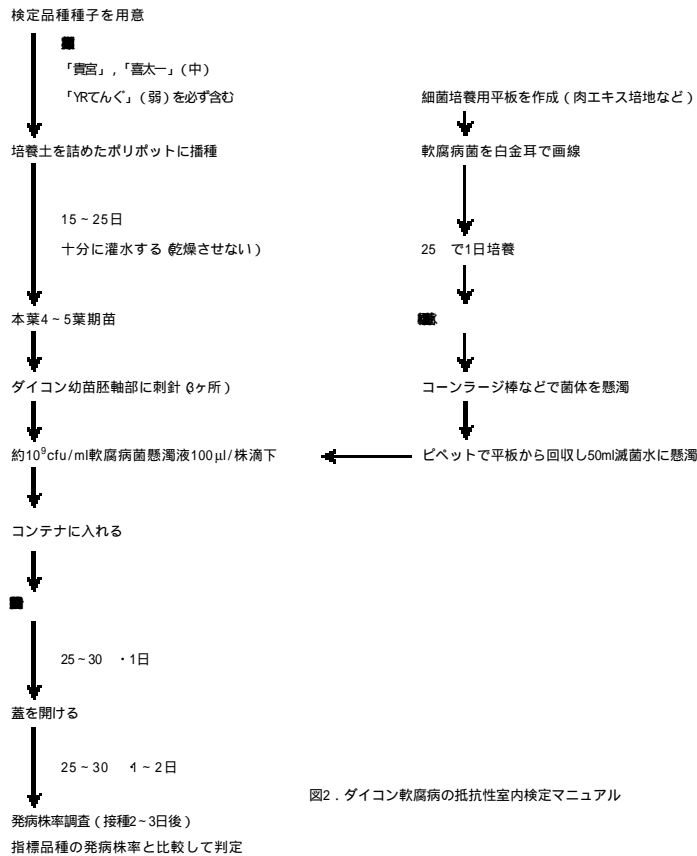 検定品種種子を用意
「貴宮」,「喜太一」(中)
「YRてんぐ」(弱)を必ず含む
培養土を詰めたポリポットに播種
15~25日
十分に灌水する(乾燥させない)
本葉4~5葉期苗
ダイコン幼苗胚軸部に刺針(3ヶ所)
約10⁹cfu/ml軟腐病菌懸濁液100μl/株滴下
コンテナに入れる
25~30 ・1日
蓋を開ける
25~30 ・1~2日
発病株率調査(接種2~3日後)
指標品種の発病株率と比較して判定
細菌培養用平板を作成(肉エキス培地など)
軟腐病菌を白金耳で画線
25 で1日培養
コーンラージ棒などで菌体を懸濁
ピペットで平板から回収し50ml滅菌水に懸濁
図2.ダイコン軟腐病の抵抗性室内検定マニュアル